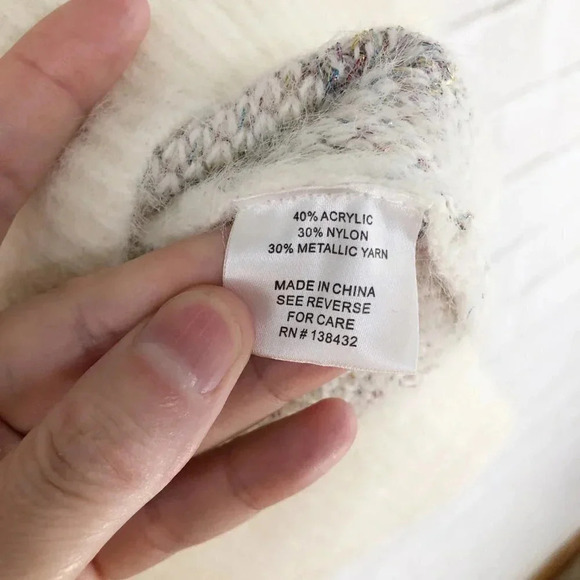 40% ACRYLIC
30% NYLON
30% METALLIC YARN
MADE IN CHINA
SEE REVERSE
FOR CARE
RN # 138432